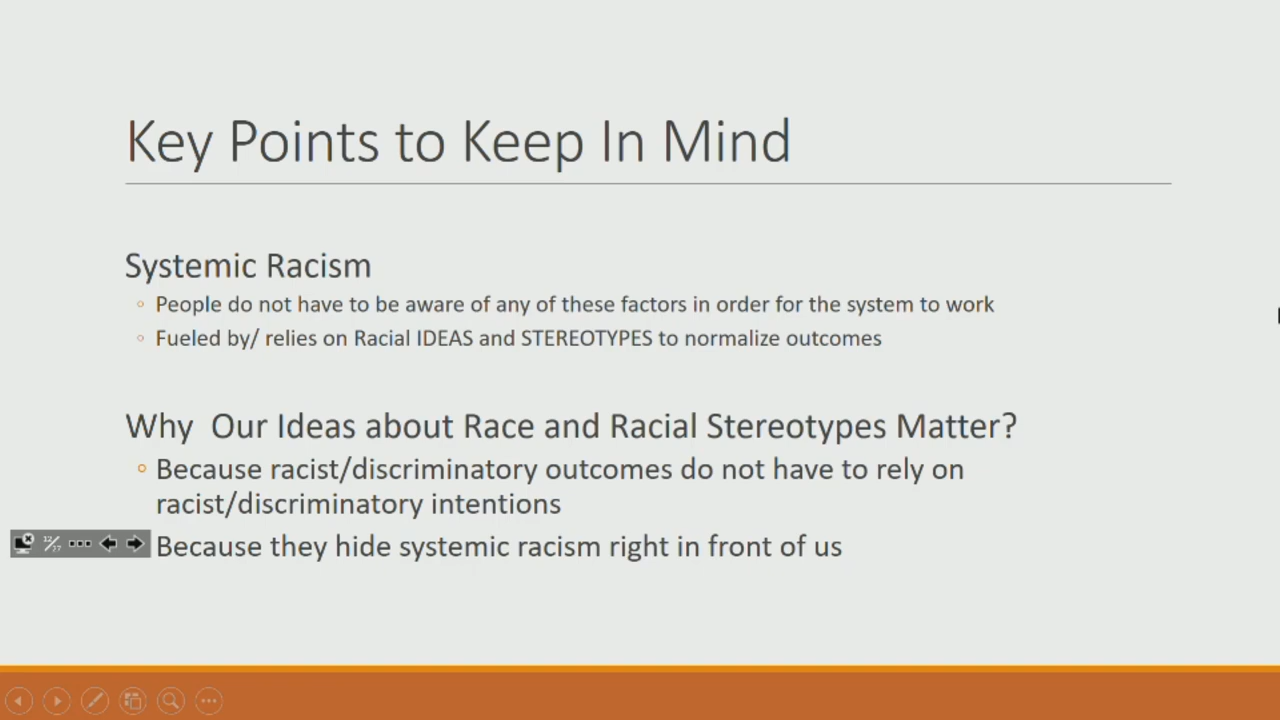 Key Points to Keep In Mind
Systemic Racism
People do not have to be aware of any of these factors in order for the system to work
Fueled by/ relies on Racial IDEAS and STEREOTYPES to normalize outcomes
Why  Our Ideas about Race and Racial Stereotypes Matter?
Because racist/discriminatory outcomes do not have to rely on
racist/discriminatory intentions
12/27
Because they hide systemic racism right in front of us